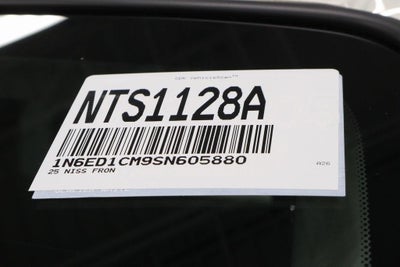 NTS1128A
1N6ED1CM9SN605880
25 NISS FRON
A26